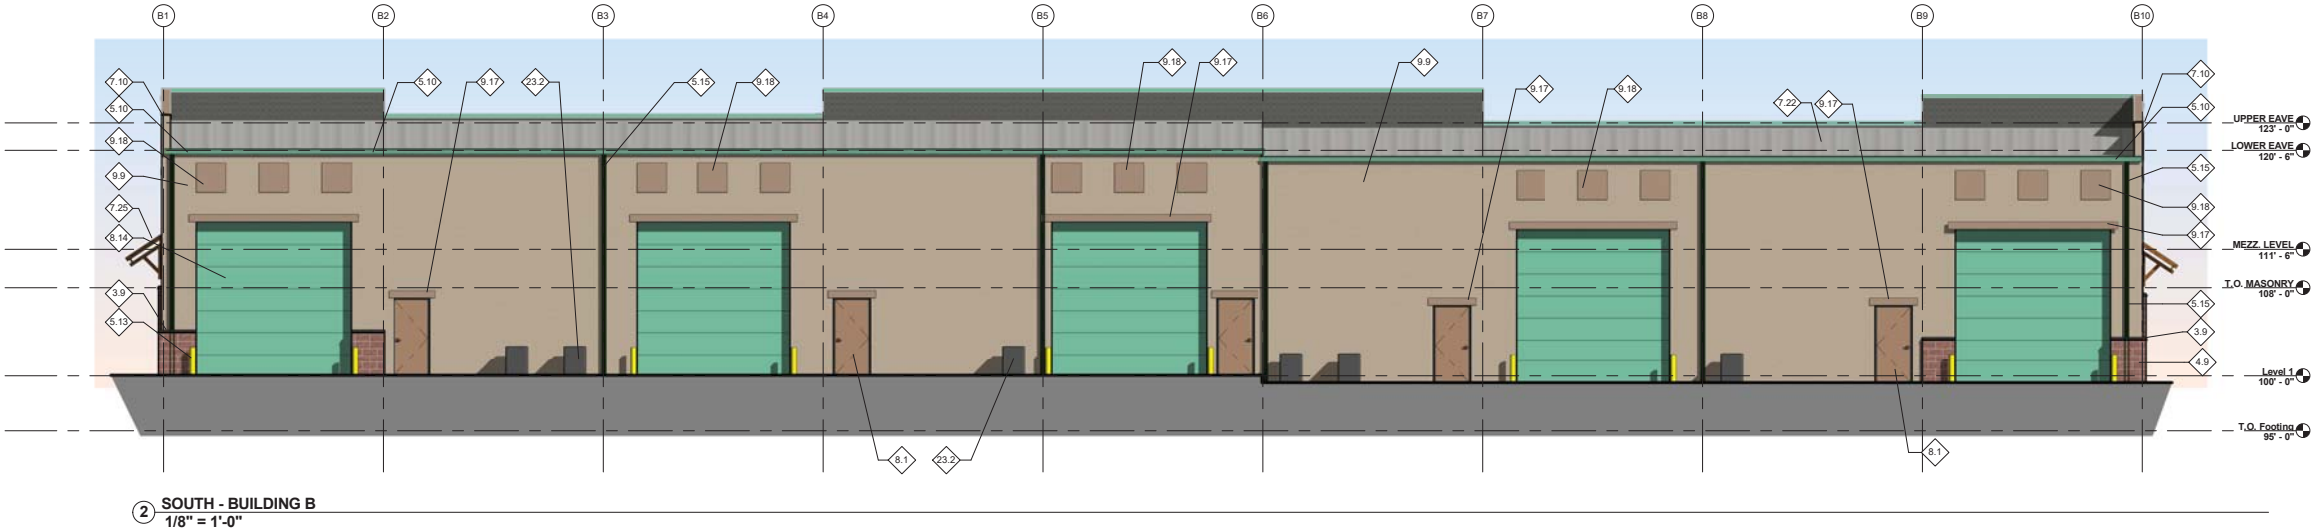 B1 B2 B3 B4 B5 B6 B7 B8 B9 B10
7.10 5.10 9.17 23.2 5.15 9.18 9.18 9.17 9.9 9.17 9.18 7.22 9.17 7.10
5.10
5.10
9.18
9.9
7.25
8.14
3.9
5.13
UPPER EAVE
123' - 0"
LOWER EAVE
120' - 6"
5.15
9.18
9.17
MEZZ. LEVEL
111' - 6"
T.O. MASONRY
108' - 0"
5.15
3.9
4.9
Level 1
100' - 0"
T.O. Footing
95' - 0"
8.1 23.2 8.1
2 SOUTH - BUILDING B
1/8" = 1'-0"